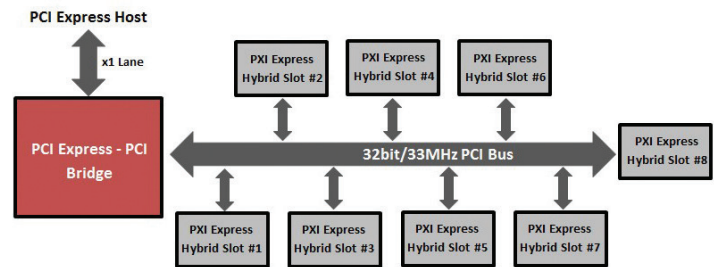 PCI Express Host
x1 Lane
PCI Express - PCI
Bridge
PXI Express
Hybrid Slot #2
PXI Express
Hybrid Slot #4
PXI Express
Hybrid Slot #6
32bit/33MHz PCI Bus
PXI Express
Hybrid Slot #8
PXI Express
Hybrid Slot #1
PXI Express
Hybrid Slot #3
PXI Express
Hybrid Slot #5
PXI Express
Hybrid Slot #7